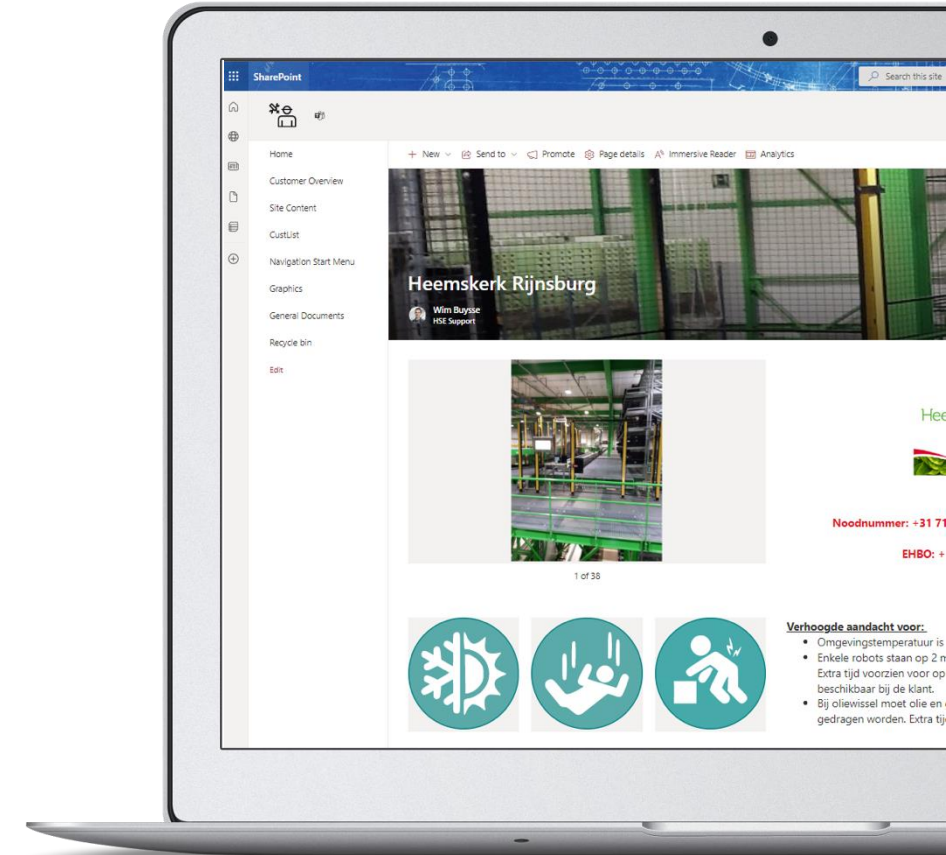 SharePoint
Search this site
Home
Customer Overview
Site Content
CustList
Navigation Start Menu
Graphics
General Documents
Recycle bin
Edit
New
Send to
Promote
Page details
Immersive Reader
Analytics
Heemskerk Rijnsburg
Wim Buysse
HSE Support
1 of 38
Hee
Noodnummer: +31 71
EHBO: +
Verhoogde aandacht voor:
Omgevingstemperatuur is
Enkele robots staan op 2 m
Extra tijd voorzien voor op
beschikbaar bij de klant.
Bij oliewissel moet olie en
gedragen worden. Extra tij